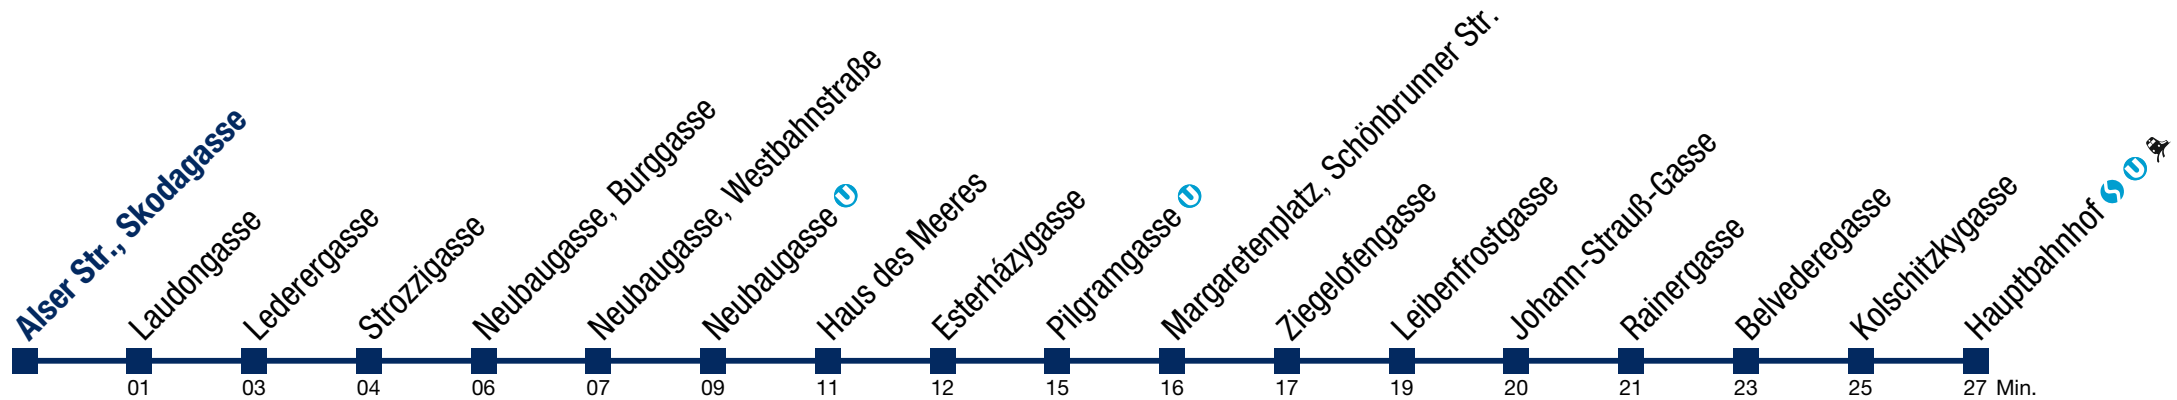 Alser Str., Skodagasse
Laudongasse
Lederergasse
Strozzigasse
Neubaugasse, Burggasse
Neubaugasse, Westbahnstraße
Neubaugasse U
Haus des Meeres
Esterházygasse
Pilgramgasse U
Margaretenplatz, Schönbrunner Str.
Ziegelofengasse
Leibenfrostgasse
Johann-Strauß-Gasse
Rainergasse
Belvederegasse
Kolschitzkygasse
Hauptbahnhof S U
01 03 04 06 07 09 11 12 15 16 17 19 20 21 23 25 27 Min.